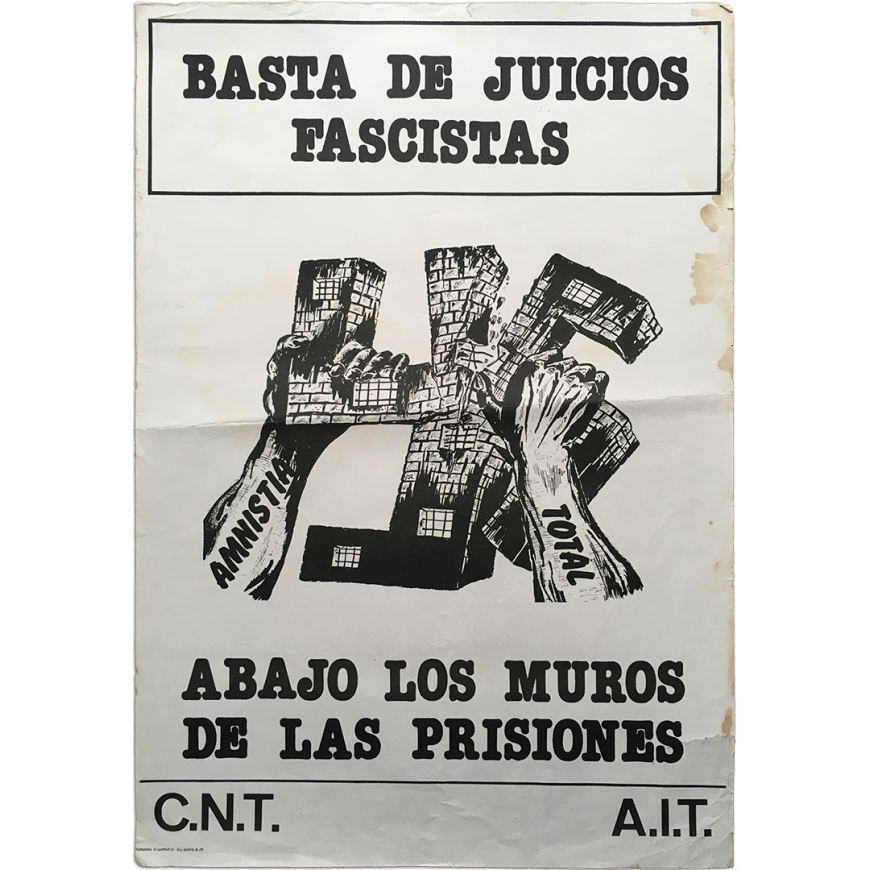 BASTA DE JUICIOS
FASCISTAS
AMNISTIA
TOTAL
ABAJO LOS MUROS
DE LAS PRISIONES
C.N.T.
A.I.T.